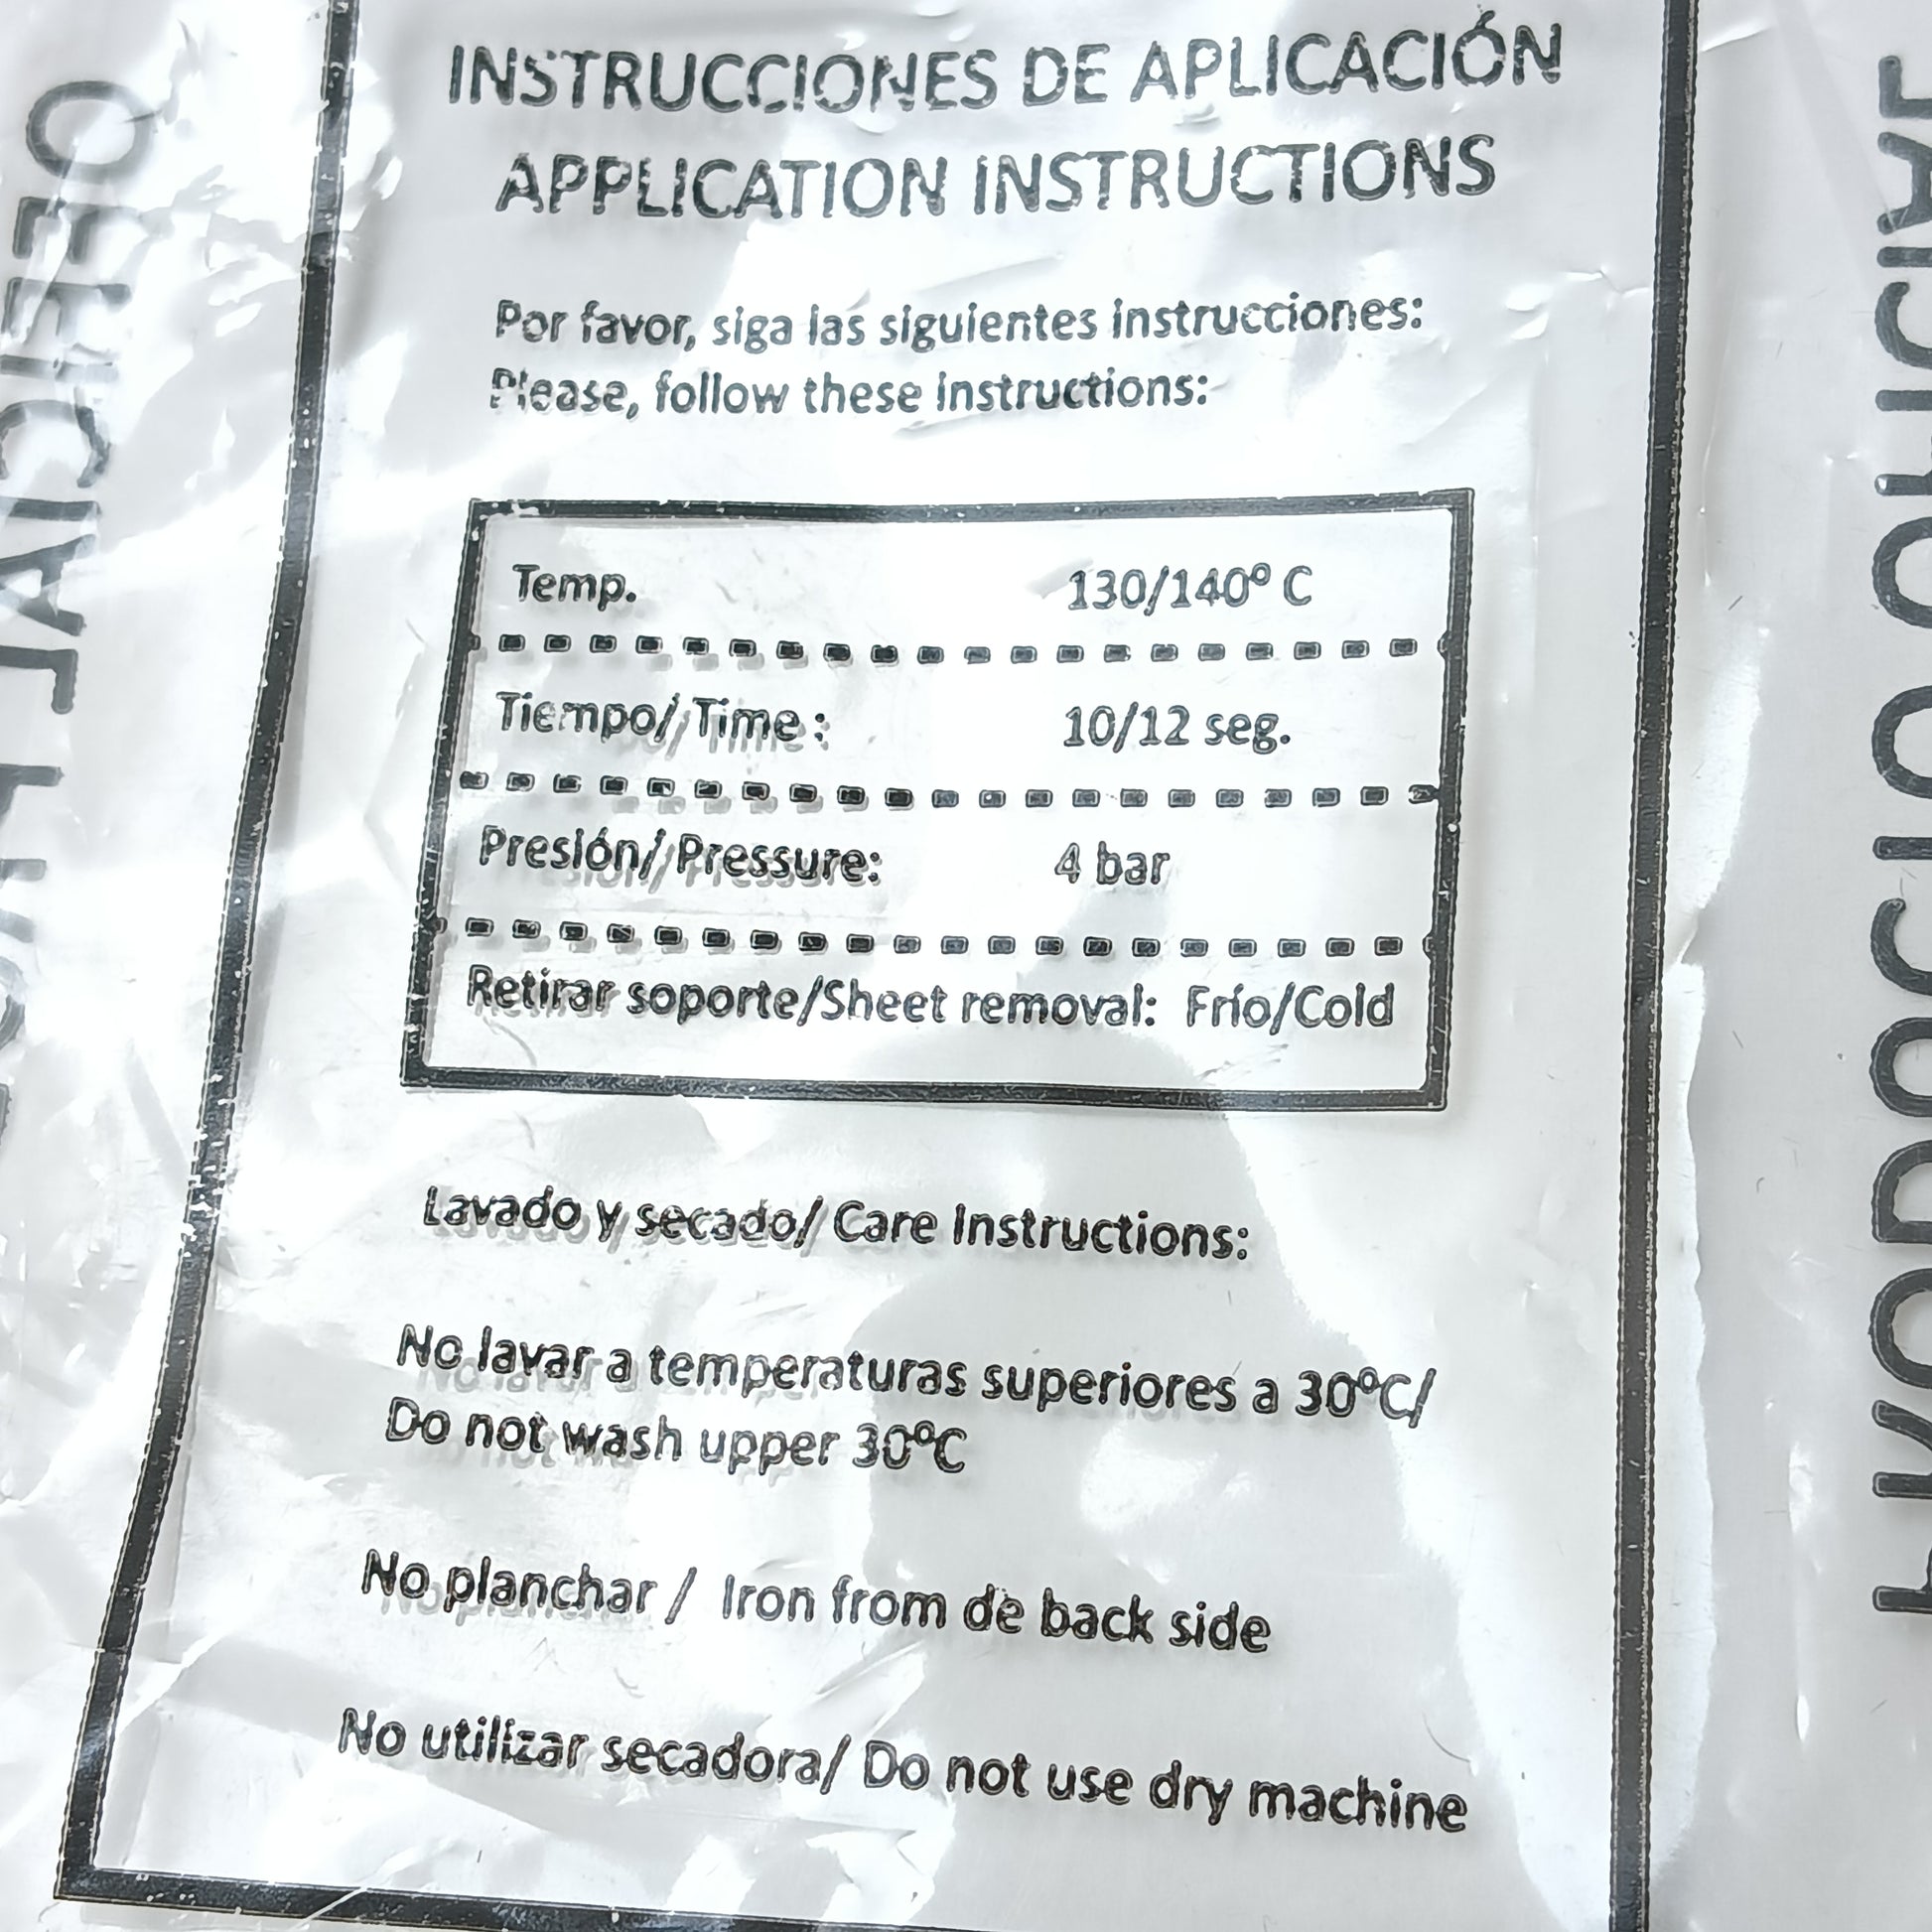 INSTRUCCIONES DE APLICACIÓN
APPLICATION INSTRUCTIONS
Por favor, siga las siguientes instrucciones:
Please, follow these instructions:
Temp. 130/140º C
Tiempo/ Time : 10/12 seg.
Presión/ Pressure: 4 bar
Retirar soporte/Sheet removal: Frío/Cold
Lavado y secado/ Care Instructions:
No lavar a temperaturas superiores a 30ºC/
Do not wash upper 30ºC
No planchar / Iron from de back side
No utilizar secadora/ Do not use dry machine